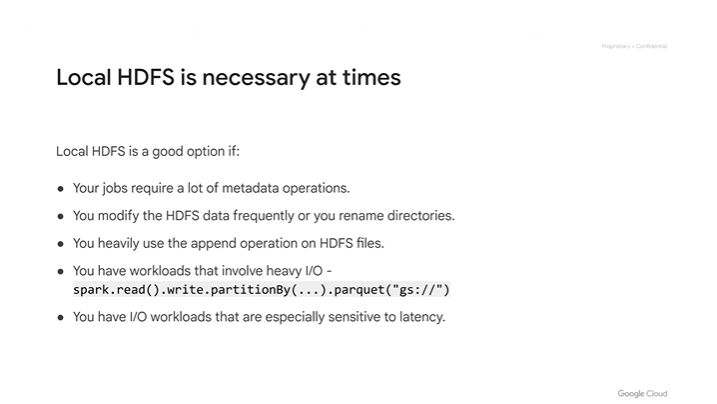 Proprietary + Confidential
Local HDFS is necessary at times
Local HDFS is a good option if:
● Your jobs require a lot of metadata operations.
● You modify the HDFS data frequently or you rename directories.
● You heavily use the append operation on HDFS files.
● You have workloads that involve heavy I/O -
spark.read().write.partitionBy(...).parquet("gs://")
● You have I/O workloads that are especially sensitive to latency.
Google Cloud